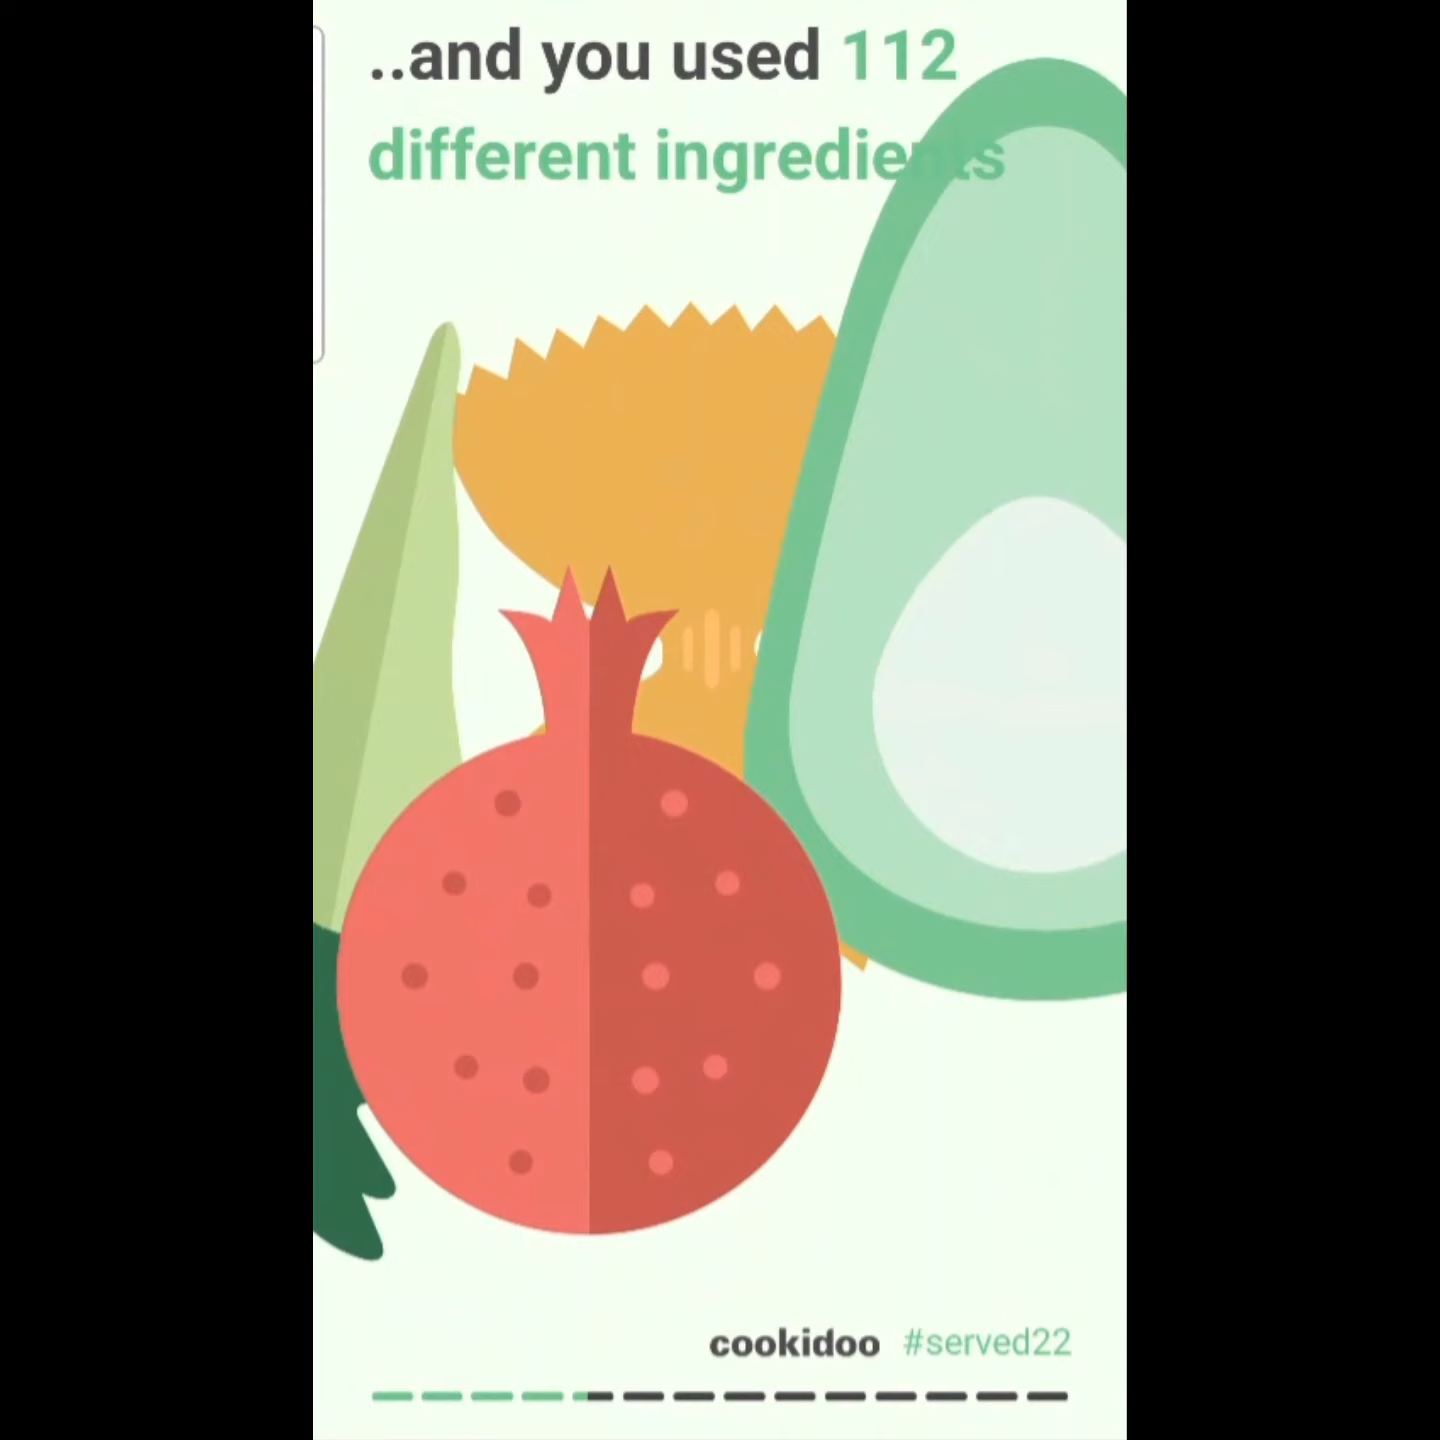 ..and you used 112
different ingredients
cookidoo #served22